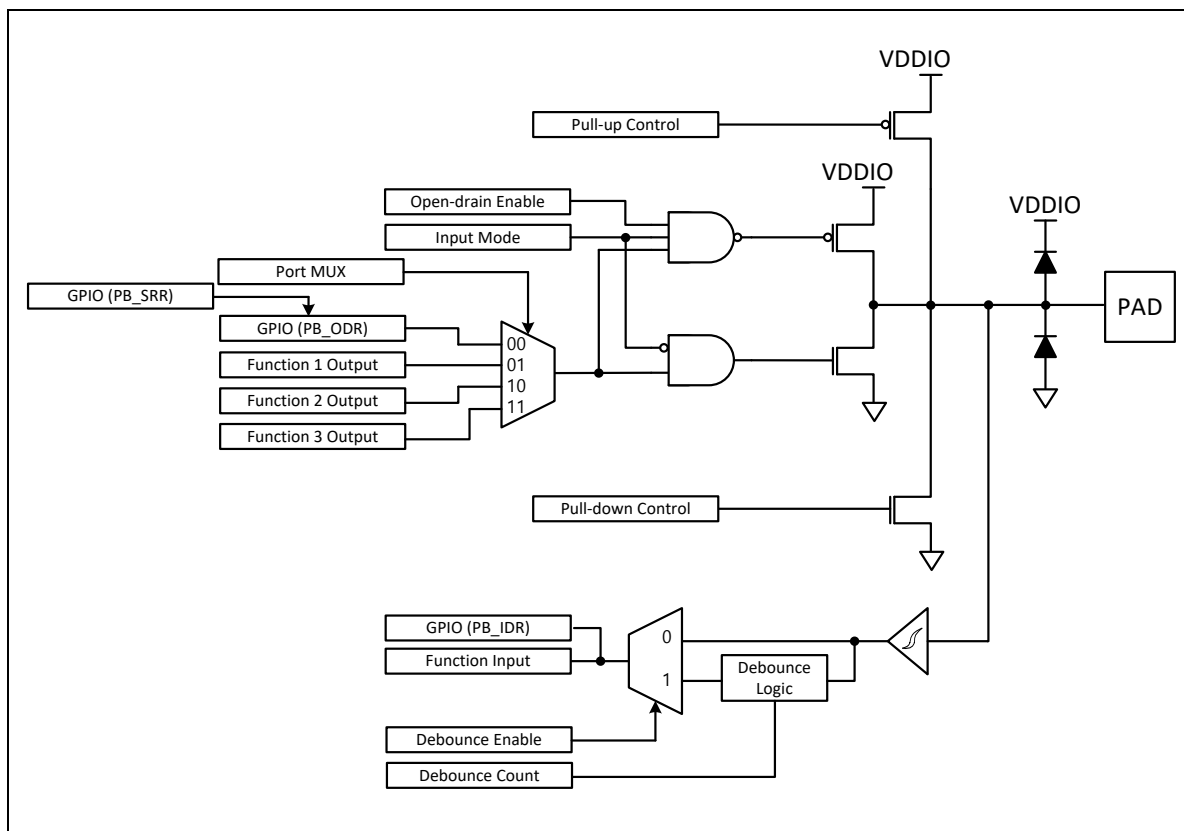 VDDIO
Pull-up Control
VDDIO
Open-drain Enable
Input Mode
VDDIO
Port MUX
GPIO (PB_SRR)
GPIO (PB_ODR)
Function 1 Output
Function 2 Output
Function 3 Output
00
01
10
11
PAD
Pull-down Control
GPIO (PB_IDR)
Function Input
0
1
Debounce
Logic
Debounce Enable
Debounce Count